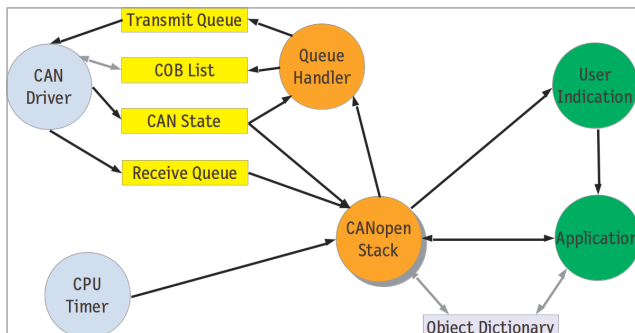 Transmit Queue
CAN
Driver
COB List
Queue
Handler
User
Indication
CAN State
Receive Queue
CANopen
Stack
Application
CPU
Timer
Object Dictionary